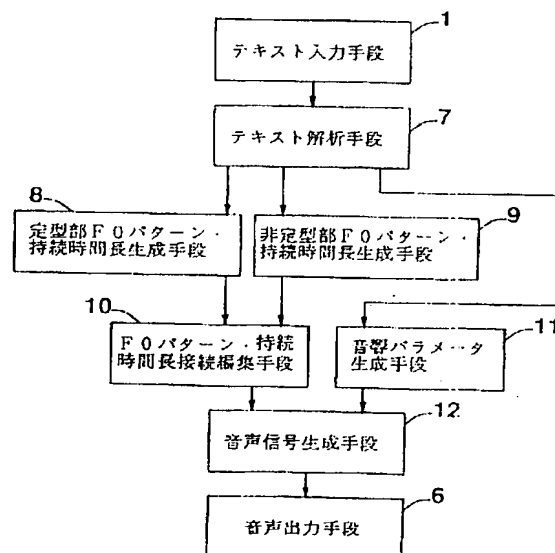 1
テキスト入力手段
7
テキスト解析手段
8
定型部F0パターン・
持続時間長生成手段
9
非定型部F0パターン・
持続時間長生成手段
10
F0パターン・持続
時間長接続編集手段
11
音響パラメータ
生成手段
12
音声信号生成手段
6
音声出力手段